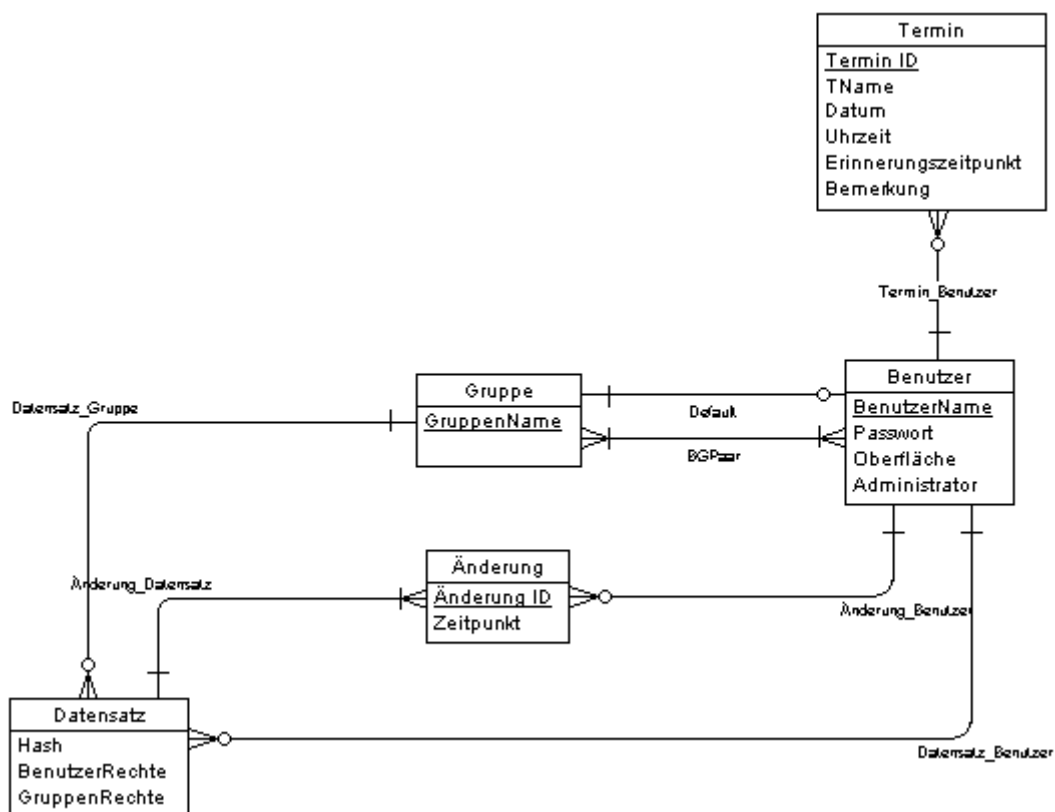 Termin
Termin ID
TName
Datum
Uhrzeit
Erinnerungszeitpunkt
Bemerkung
Termin_Benutzer
Gruppe
GruppenName
Default
BGPaar
Benutzer
BenutzerName
Passwort
Oberfläche
Administrator
Datensatz_Gruppe
Änderung_Datensatz
Änderung
Änderung ID
Zeitpunkt
Änderung_Benutzer
Datensatz
Hash
BenutzerRechte
GruppenRechte
Datensatz_Benutzer